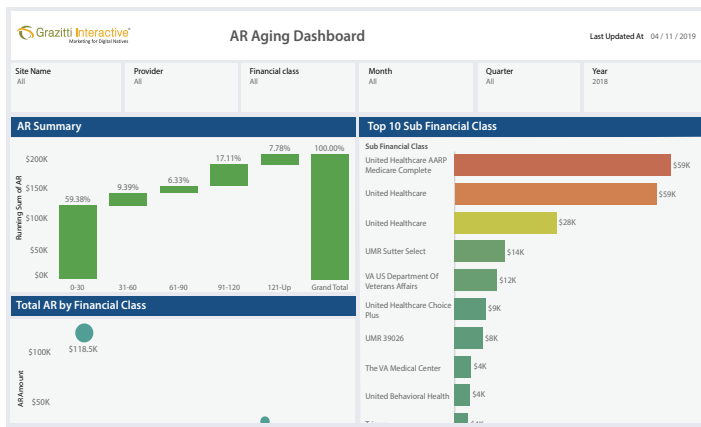 Grazitti Interactive®
Marketing for Digital Natives
AR Aging Dashboard
Last Updated At 04 / 11 / 2019
Site Name
All
Provider
All
Financial class
All
Month
All
Quarter
All
Year
2018
AR Summary
Running Sum of AR
$200K
$150K
$100K
$50K
$0K
59.38%
9.39%
6.33%
17.11%
7.78%
100.00%
0-30
31-60
61-90
91-120
121-Up
Grand Total
Total AR by Financial Class
AR Amount
$100K
$50K
$118.5K
Top 10 Sub Financial Class
Sub Financial Class
United Healthcare AARP
Medicare Complete
$59K
United Healthcare
$59K
United Healthcare
$28K
UMR Sutter Select
$14K
VA US Department Of
Veterans Affairs
$12K
United Healthcare Choice
Plus
$9K
UMR 39026
$8K
The VA Medical Center
$4K
United Behavioral Health
$4K